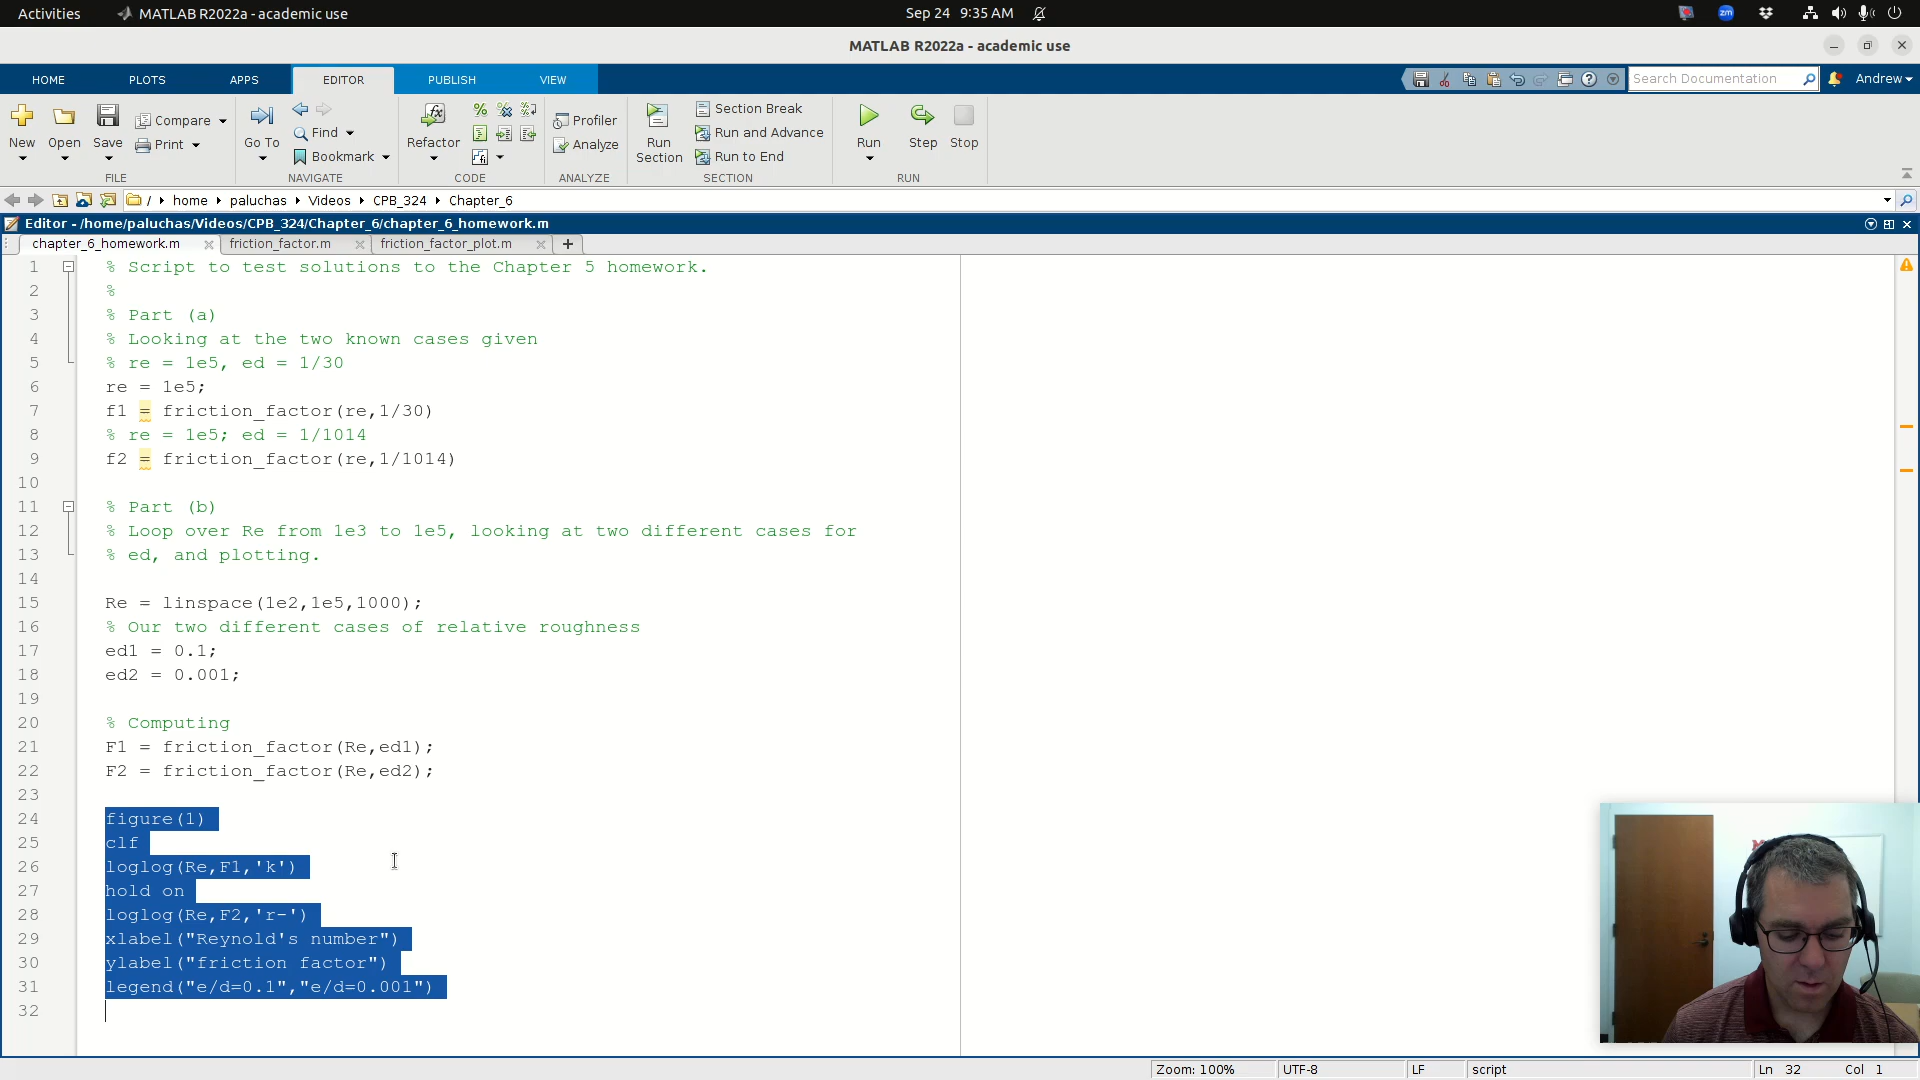 Activities MATLAB R2022a - academic use Sep 24 9:35 AM zm
MATLAB R2022a - academic use
HOME PLOTS APPS EDITOR PUBLISH VIEW Search Documentation Andrew
New Open Save Compare Print FILE
Go To Find Bookmark NAVIGATE
Refactor CODE
Profiler Analyze ANALYZE
Run Section Section Break Run and Advance Run to End SECTION
Run Step Stop RUN
/ home paluchas Videos CPB_324 Chapter_6
Editor - /home/paluchas/Videos/CPB_324/Chapter_6/chapter_6_homework.m
chapter_6_homework.m friction_factor.m friction_factor_plot.m
1 % Script to test solutions to the Chapter 5 homework.
2 %
3 % Part (a)
4 % Looking at the two known cases given
5 % re = 1e5, ed = 1/30
6 re = 1e5;
7 f1 = friction_factor(re,1/30)
8 % re = 1e5; ed = 1/1014
9 f2 = friction_factor(re,1/1014)
10
11 % Part (b)
12 % Loop over Re from 1e3 to 1e5, looking at two different cases for
13 % ed, and plotting.
14
15 Re = linspace(1e2,1e5,1000);
16 % Our two different cases of relative roughness
17 ed1 = 0.1;
18 ed2 = 0.001;
19
20 % Computing
21 F1 = friction_factor(Re,ed1);
22 F2 = friction_factor(Re,ed2);
23
24 figure(1)
25 clf
26 loglog(Re,F1,'k')
27 hold on
28 loglog(Re,F2,'r-')
29 xlabel("Reynold's number")
30 ylabel("friction factor")
31 legend("e/d=0.1","e/d=0.001")
32
Zoom: 100% UTF-8 LF script Ln 32 Col 1